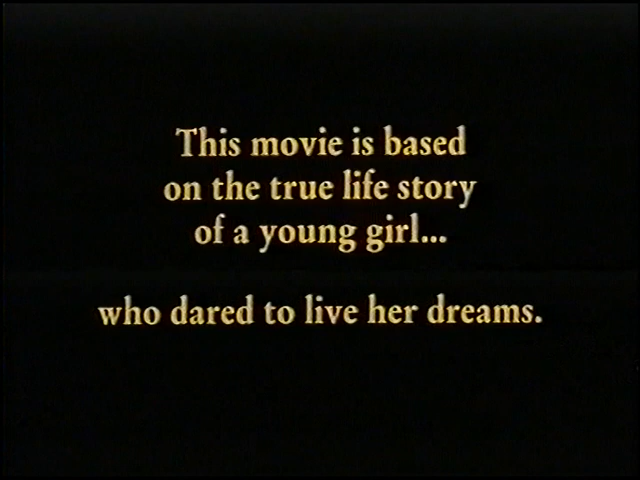 This movie is based
on the true life story
of a young girl...
who dared to live her dreams.